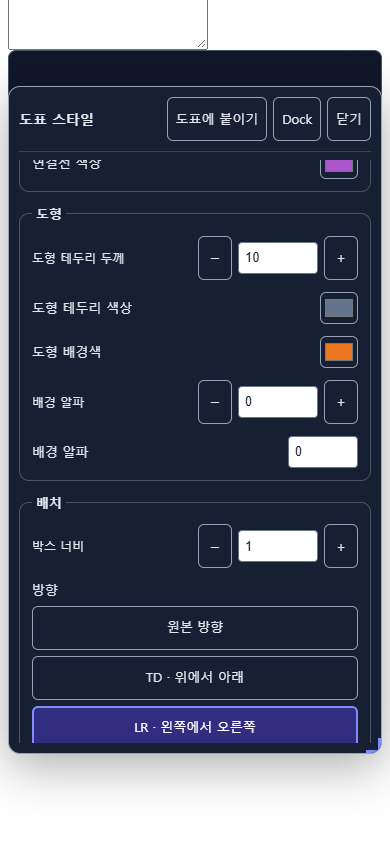 도표 스타일 도표에 붙이기 Dock 닫기
연결선 색상
도형
도형 테두리 두께 − 10 +
도형 테두리 색상
도형 배경색
배경 알파 − 0 +
배경 알파 0
배치
박스 너비 − 1 +
방향
원본 방향
TD · 위에서 아래
LR · 왼쪽에서 오른쪽